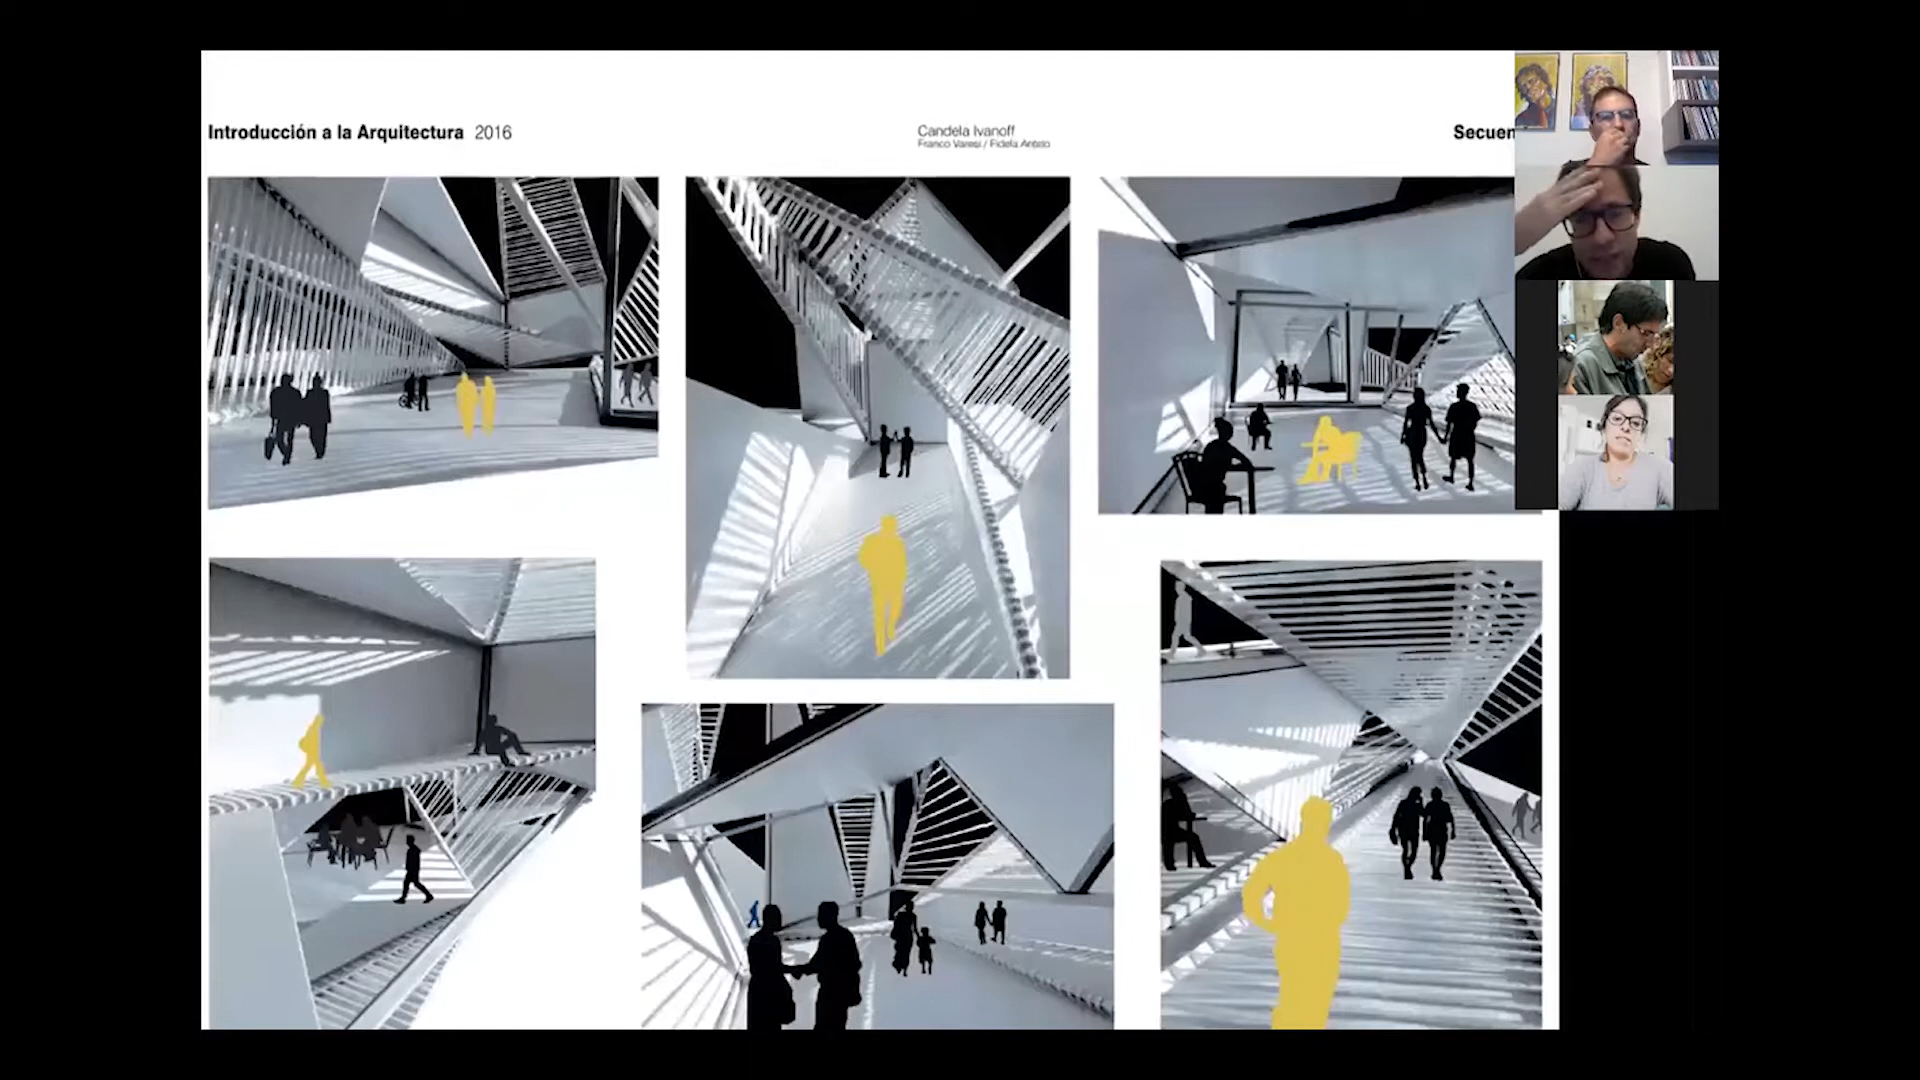 Introducción a la Arquitectura 2016
Candela Ivanoff
Franco Varesi / Fidela Antelo
Secuen